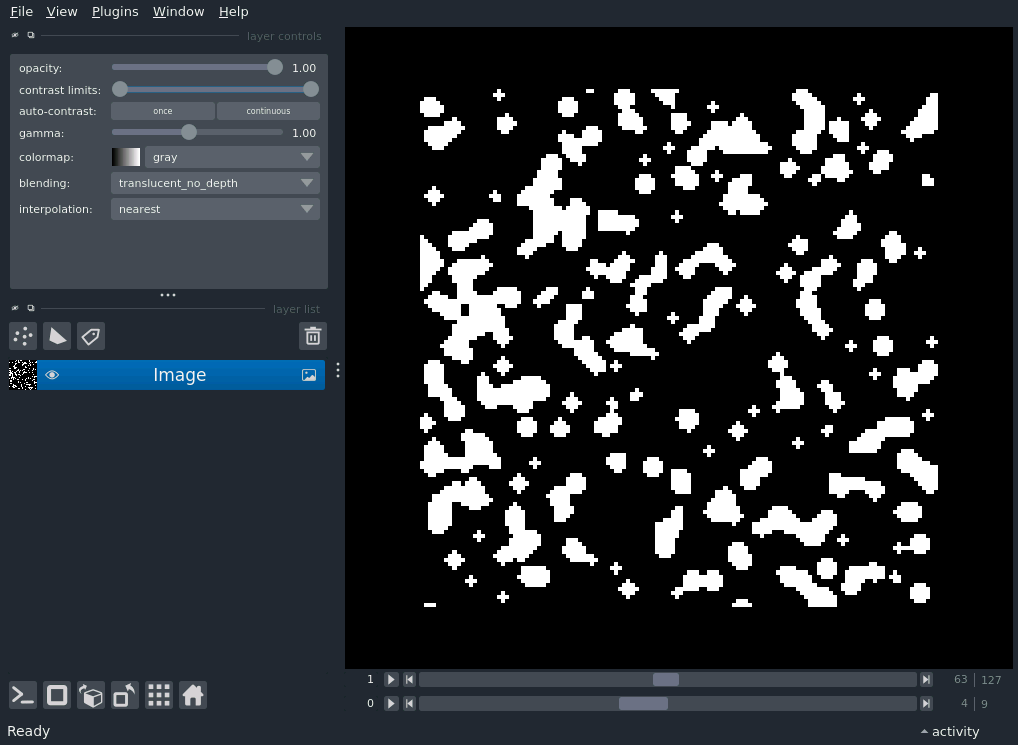 File View Plugins Window Help
layer controls
opacity: 1.00
contrast limits:
auto-contrast: once continuous
gamma: 1.00
colormap: gray
blending: translucent_no_depth
interpolation: nearest
layer list
Image
1 63 127
0 4 9
Ready activity